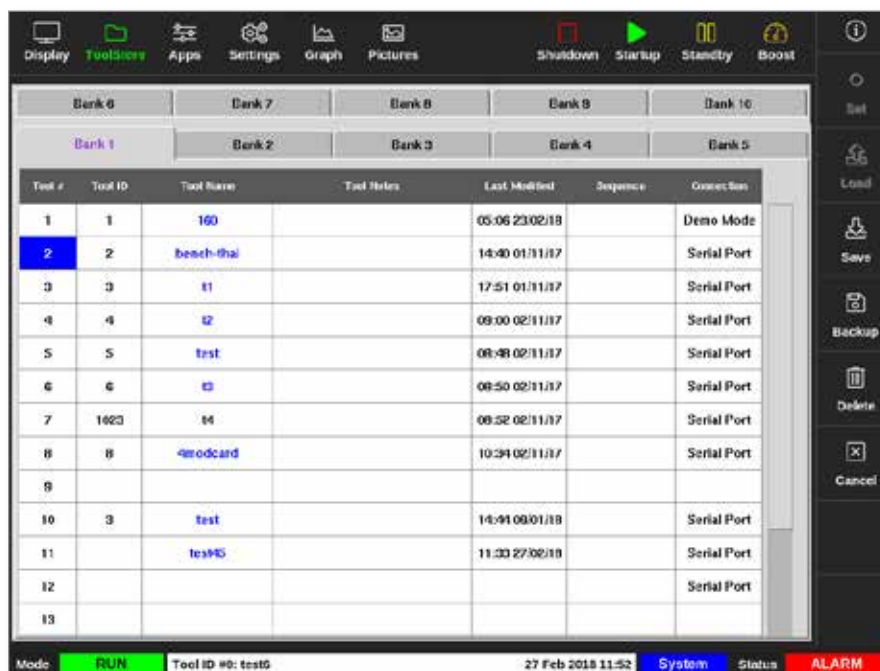 Display ToolStore Apps Settings Graph Pictures Shutdown Startup Standby Boost
Set
Load
Save
Backup
Delete
Cancel
Bank 6 Bank 7 Bank 8 Bank 9 Bank 10
Bank 1 Bank 2 Bank 3 Bank 4 Bank 5
Tool # Tool ID Tool Name Tool Notes Last Modified Sequence Connection
1 1 160 05:06 23/02/18 Demo Mode
2 2 bench-thai 14:40 01/11/17 Serial Port
3 3 t1 17:51 01/11/17 Serial Port
4 4 t2 09:00 02/11/17 Serial Port
5 5 test 08:48 02/11/17 Serial Port
6 6 t3 08:50 02/11/17 Serial Port
7 1623 t4 08:52 02/11/17 Serial Port
8 8 4modcard 10:34 02/11/17 Serial Port
9
10 3 test 14:44 Serial Port
11 test45 11:33 27/02/18 Serial Port
12 Serial Port
13
Mode RUN Tool ID #0: test6 27 Feb 2018 11:52 System Status ALARM